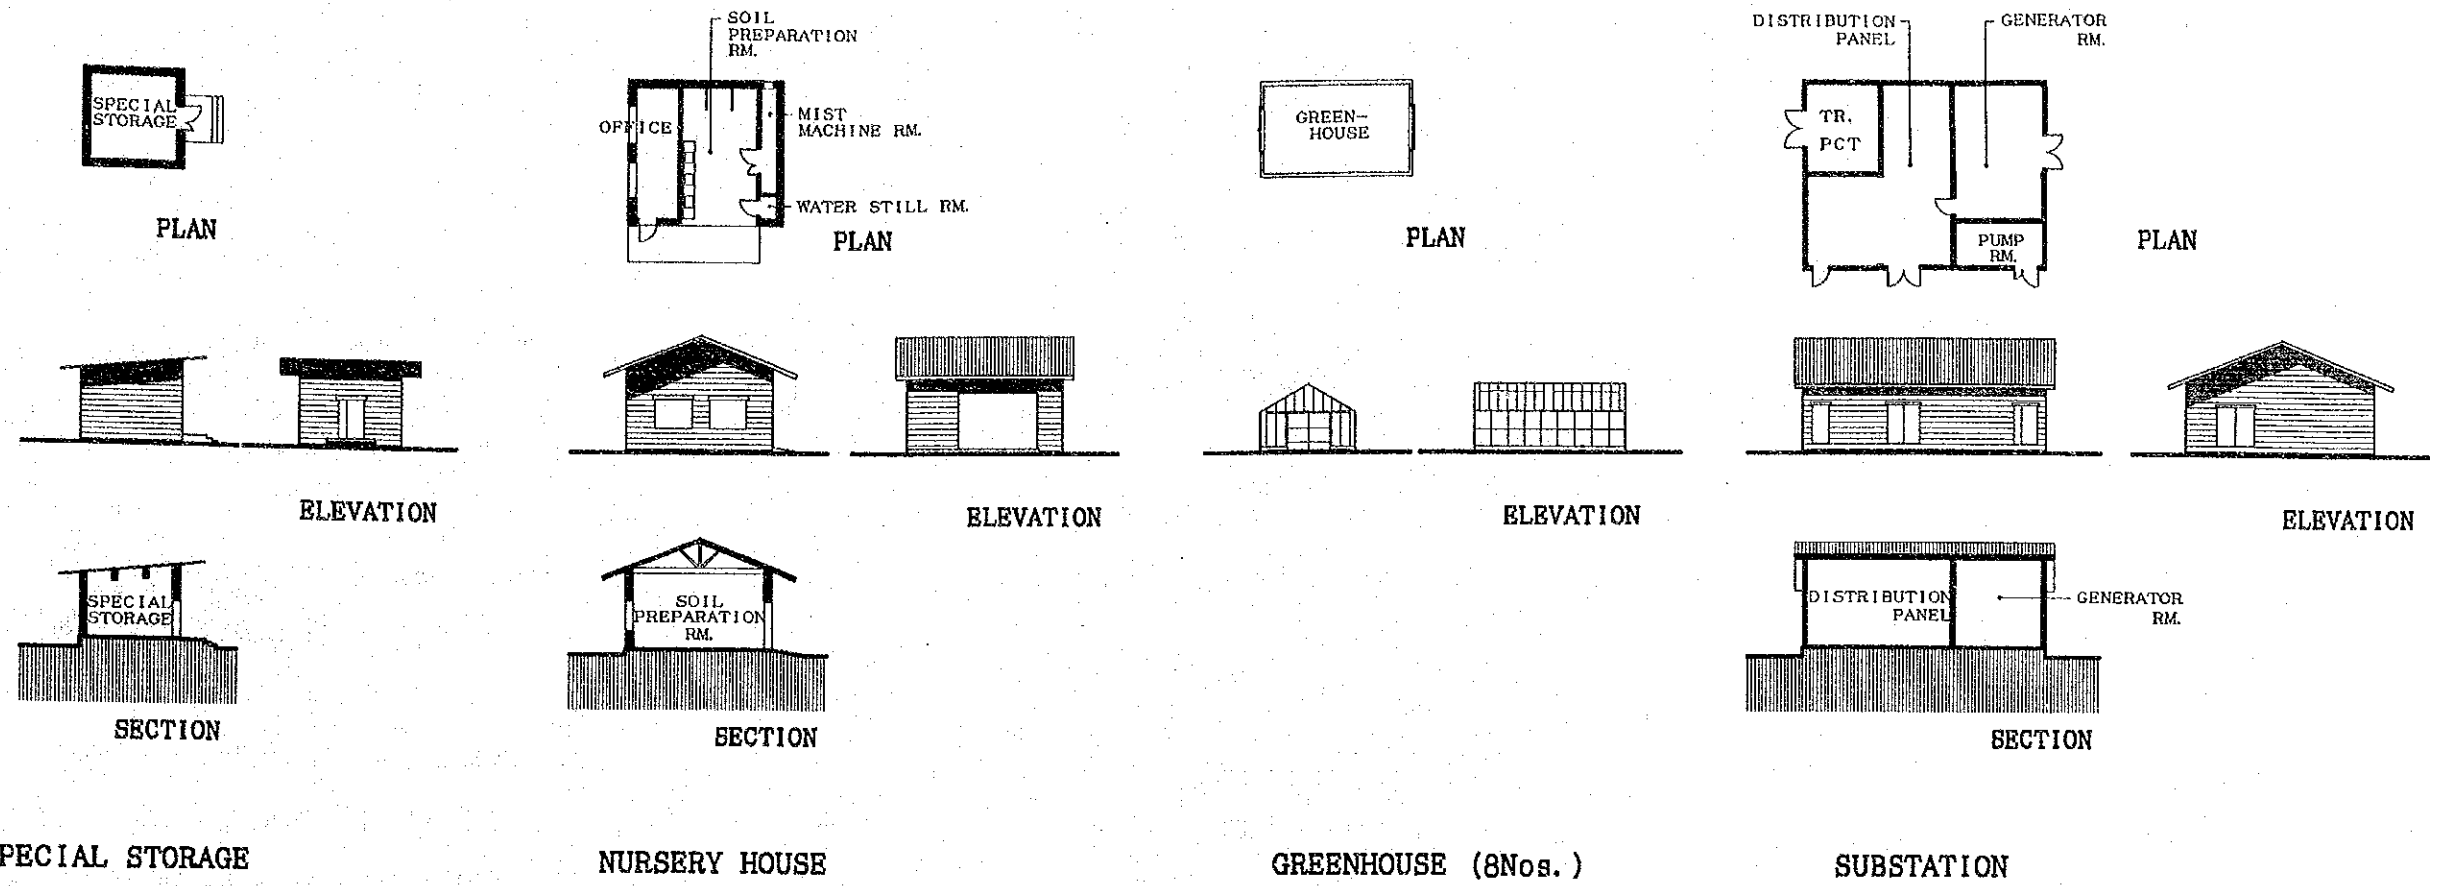 SOIL
PREPARATION
RM.
SPECIAL
STORAGE
OFFICE
MIST
MACHINE RM.
WATER STILL RM.
PLAN
PLAN
GREEN-
HOUSE
PLAN
DISTRIBUTION
PANEL
GENERATOR
RM.
TR.
PCT
PUMP
RM.
PLAN
ELEVATION
ELEVATION
ELEVATION
ELEVATION
SPECIAL
STORAGE
SECTION
SOIL
PREPARATION
RM.
SECTION
DISTRIBUTION
PANEL
GENERATOR
RM.
SECTION
PECIAL STORAGE
NURSERY HOUSE
GREENHOUSE (8Nos.)
SUBSTATION